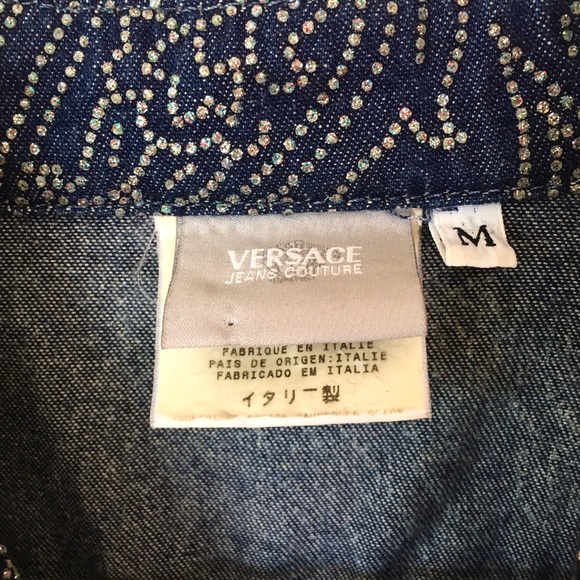 VERSACE
JEANS COUTURE
M
FABRIQUE EN ITALIE
PAIS DE ORIGEN:ITALIE
FABRICADO EM ITALIA
イタリー製